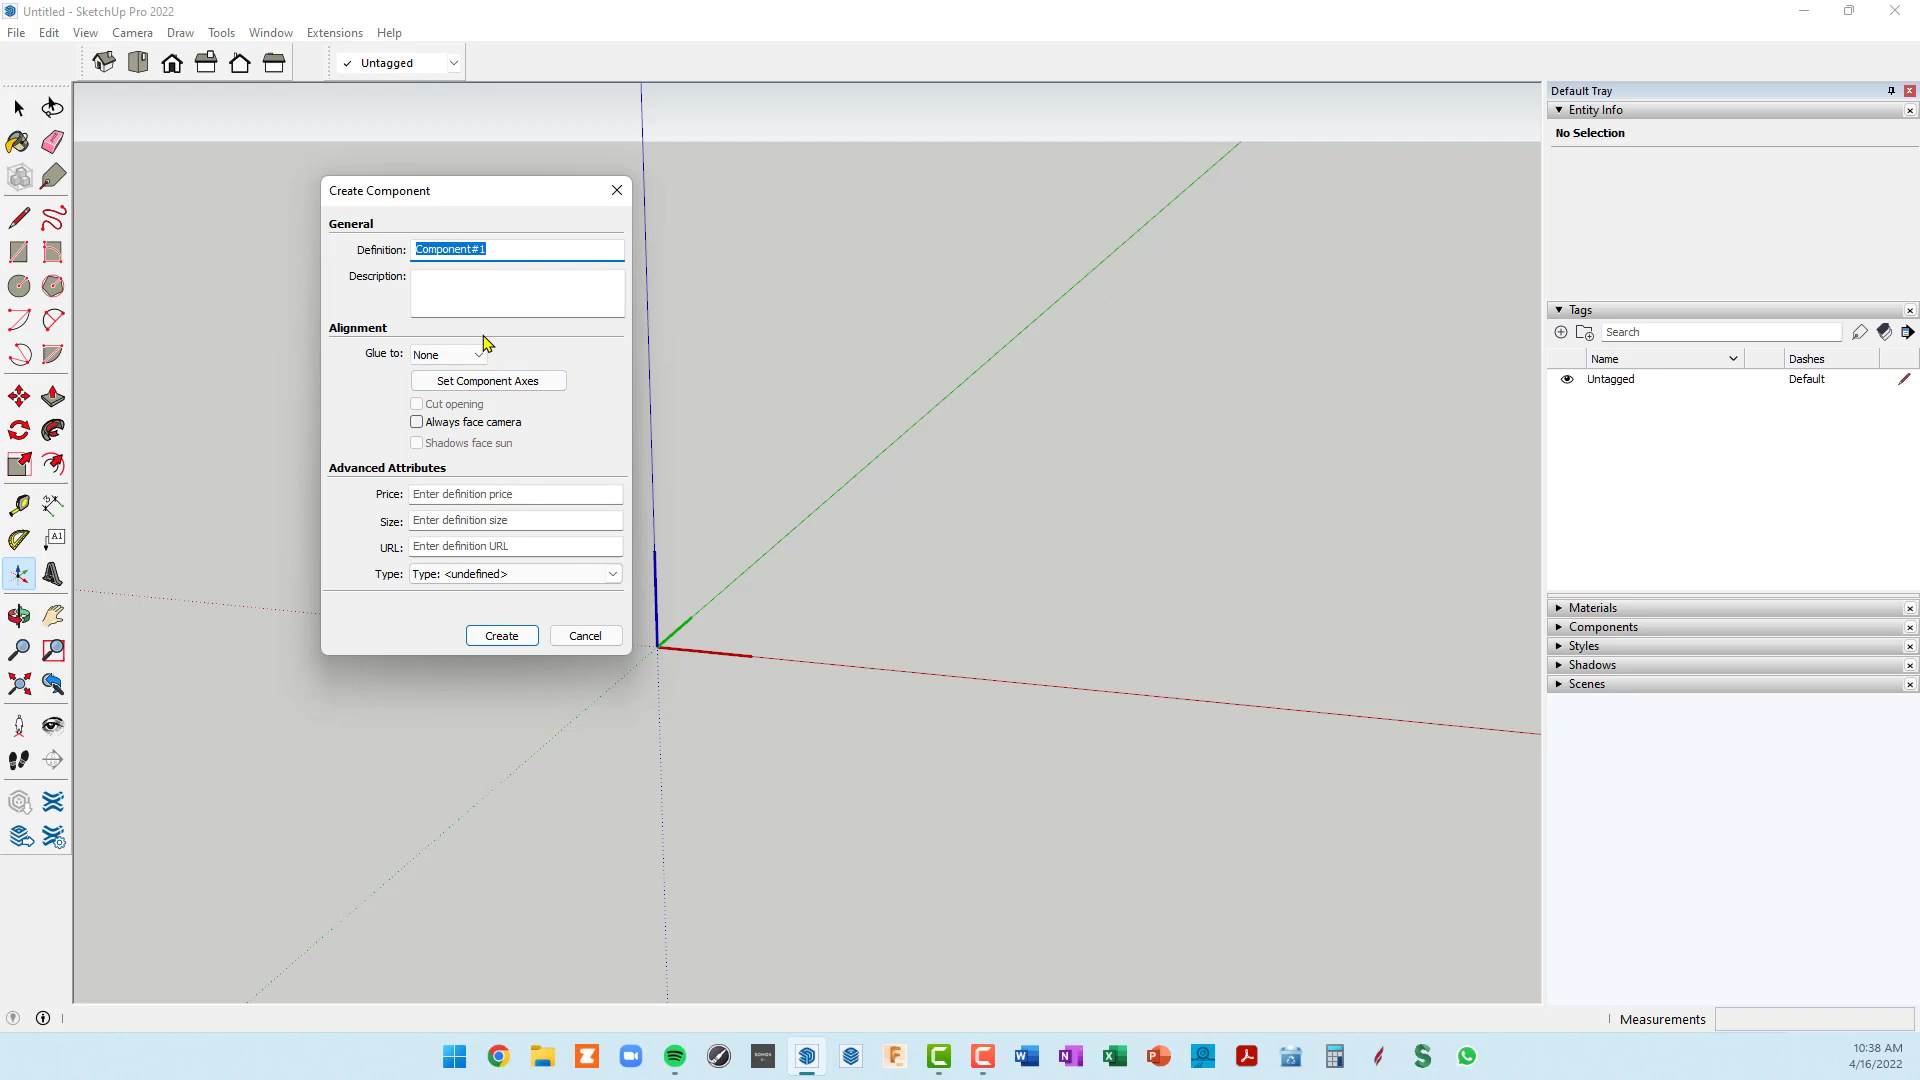 Untitled - SketchUp Pro 2022
File Edit View Camera Draw Tools Window Extensions Help
Untagged
Default Tray
Entity Info
No Selection
Create Component
General
Definition: Component#1
Description:
Alignment
Glue to: None
Set Component Axes
Cut opening
Always face camera
Shadows face sun
Advanced Attributes
Price: Enter definition price
Size: Enter definition size
URL: Enter definition URL
Type: Type: <undefined>
Create Cancel
A1
Tags
Search
Name Dashes
Untagged Default
Materials
Components
Styles
Shadows
Scenes
Measurements
SONOS
10:38 AM
4/16/2022